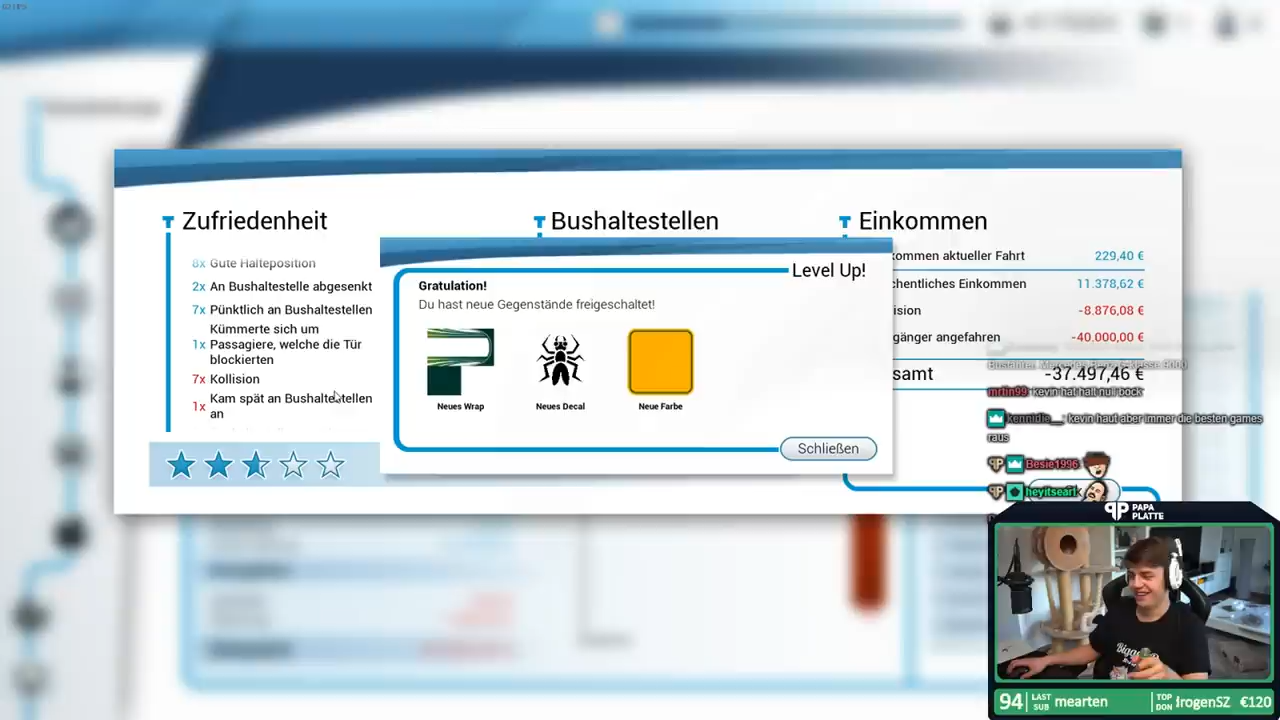 Zufriedenheit
Bushaltestellen
Einkommen
8x Gute Halteposition
2x An Bushaltestelle abgesenkt
7x Pünktlich an Bushaltestellen
Kümmerte sich um
1x Passagiere, welche die Tür
blockierten
7x Kollision
Kam spät an Bushaltestellen
1x
an
Level Up!
Gratulation!
Du hast neue Gegenstände freigeschaltet!
Neues Wrap
Neues Decal
Neue Farbe
Schließen
kommen aktueller Fahrt 229,40 €
chentliches Einkommen 11.378,62 €
ision -8.876,08 €
gänger angefahren -40.000,00 €
samt -37.497,46 €
mrtin99: kevin hat halt null bock
kennidie__: kevin haut aber immer die besten games
raus
Besie1996
heyitsearlx
PAPA
PLATTE
94 LAST SUB mearten TOP DON IrogenSZ €120